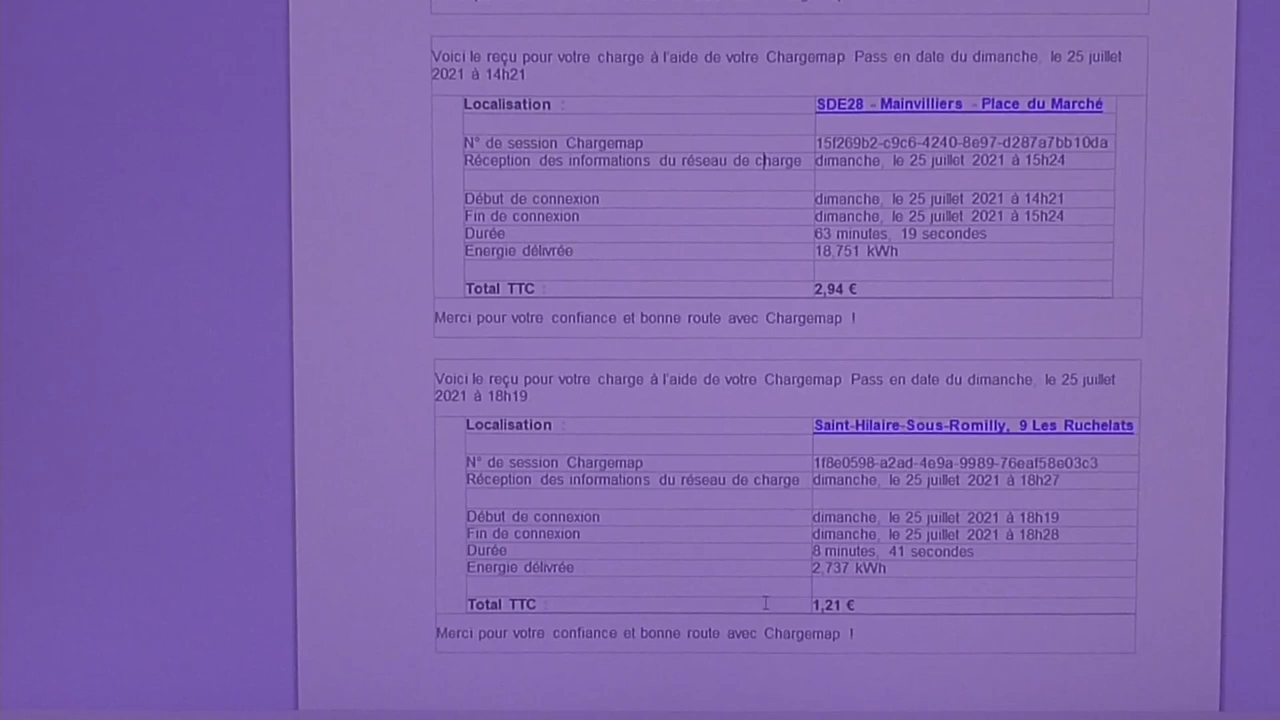 Voici le reçu pour votre charge à l'aide de votre Chargemap Pass en date du dimanche, le 25 juillet
2021 à 14h21
Localisation : SDE28 - Mainvilliers - Place du Marché
N° de session Chargemap 15f269b2-c9c6-4240-8e97-d287a7bb10da
Réception des informations du réseau de charge dimanche, le 25 juillet 2021 à 15h24
Début de connexion dimanche, le 25 juillet 2021 à 14h21
Fin de connexion dimanche, le 25 juillet 2021 à 15h24
Durée 63 minutes, 19 secondes
Energie délivrée 18,751 kWh
Total TTC : 2,94 €
Merci pour votre confiance et bonne route avec Chargemap !
Voici le reçu pour votre charge à l'aide de votre Chargemap Pass en date du dimanche, le 25 juillet
2021 à 18h19
Localisation : Saint-Hilaire-Sous-Romilly, 9 Les Ruchelats
N° de session Chargemap 1f8e0598-a2ad-4e9a-9989-76eaf58e03c3
Réception des informations du réseau de charge dimanche, le 25 juillet 2021 à 18h27
Début de connexion dimanche, le 25 juillet 2021 à 18h19
Fin de connexion dimanche, le 25 juillet 2021 à 18h28
Durée 8 minutes, 41 secondes
Energie délivrée 2,737 kWh
Total TTC : 1,21 €
Merci pour votre confiance et bonne route avec Chargemap !